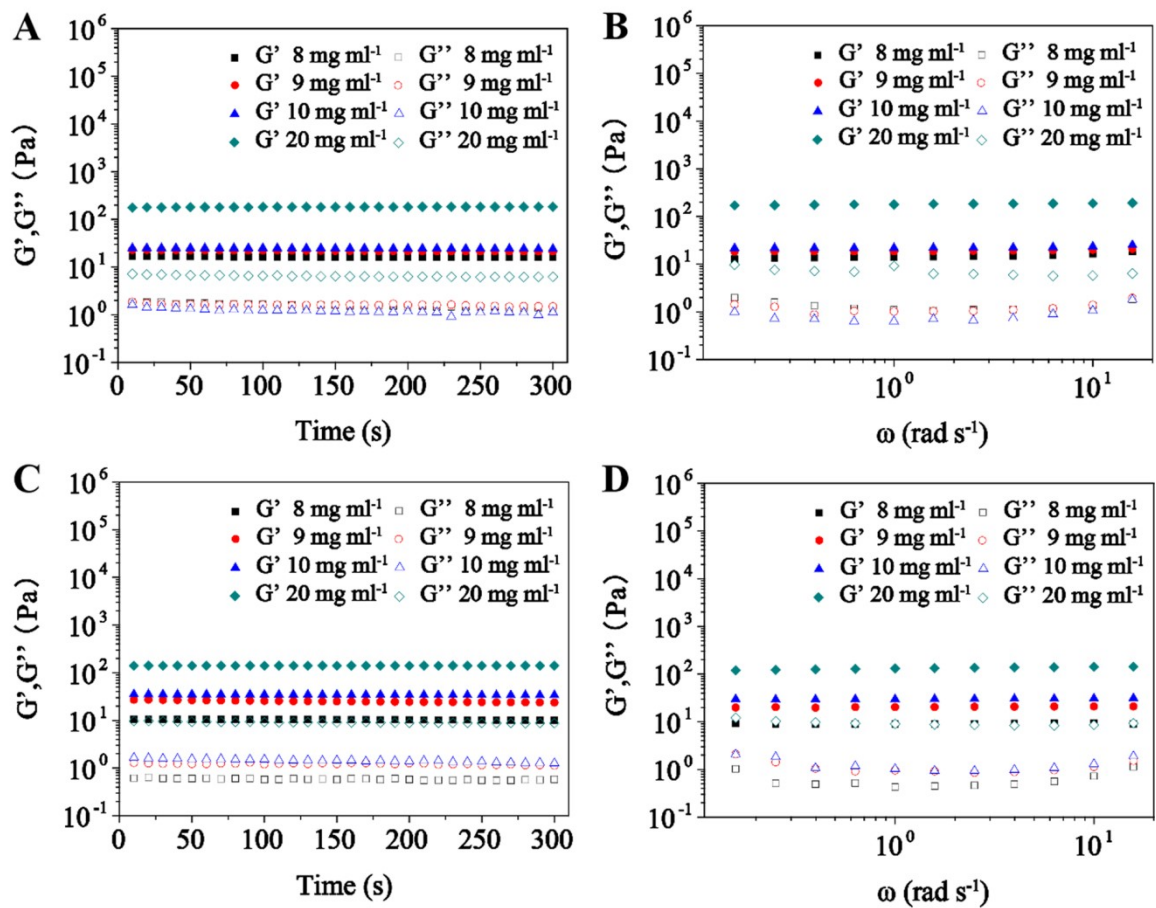 A
G’ 8 mg ml⁻¹ G’’ 8 mg ml⁻¹
G’ 9 mg ml⁻¹ G’’ 9 mg ml⁻¹
G’ 10 mg ml⁻¹ G’’ 10 mg ml⁻¹
G’ 20 mg ml⁻¹ G’’ 20 mg ml⁻¹
G’,G’’ (Pa)
10⁶
10⁵
10⁴
10³
10²
10¹
10⁰
10⁻¹
0 50 100 150 200 250 300
Time (s)
B
G’ 8 mg ml⁻¹ G’’ 8 mg ml⁻¹
G’ 9 mg ml⁻¹ G’’ 9 mg ml⁻¹
G’ 10 mg ml⁻¹ G’’ 10 mg ml⁻¹
G’ 20 mg ml⁻¹ G’’ 20 mg ml⁻¹
G’,G’’ (Pa)
10⁶
10⁵
10⁴
10³
10²
10¹
10⁰
10⁻¹
10⁰ 10¹
ω (rad s⁻¹)
C
G’ 8 mg ml⁻¹ G’’ 8 mg ml⁻¹
G’ 9 mg ml⁻¹ G’’ 9 mg ml⁻¹
G’ 10 mg ml⁻¹ G’’ 10 mg ml⁻¹
G’ 20 mg ml⁻¹ G’’ 20 mg ml⁻¹
G’,G’’ (Pa)
10⁶
10⁵
10⁴
10³
10²
10¹
10⁰
10⁻¹
0 50 100 150 200 250 300
Time (s)
D
G’ 8 mg ml⁻¹ G’’ 8 mg ml⁻¹
G’ 9 mg ml⁻¹ G’’ 9 mg ml⁻¹
G’ 10 mg ml⁻¹ G’’ 10 mg ml⁻¹
G’ 20 mg ml⁻¹ G’’ 20 mg ml⁻¹
G’,G’’ (Pa)
10⁶
10⁵
10⁴
10³
10²
10¹
10⁰
10⁻¹
10⁰ 10¹
ω (rad s⁻¹)